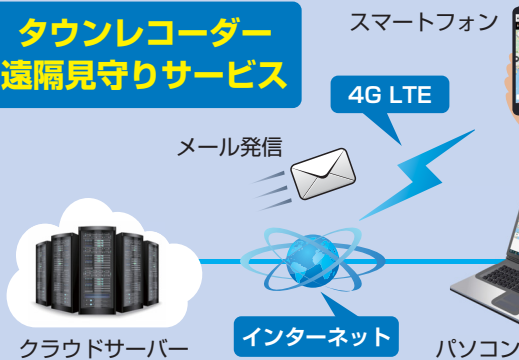 タウンレコーダー
遠隔見守りサービス
スマートフォン
4G LTE
メール発信
クラウドサーバー
インターネット
パソコン